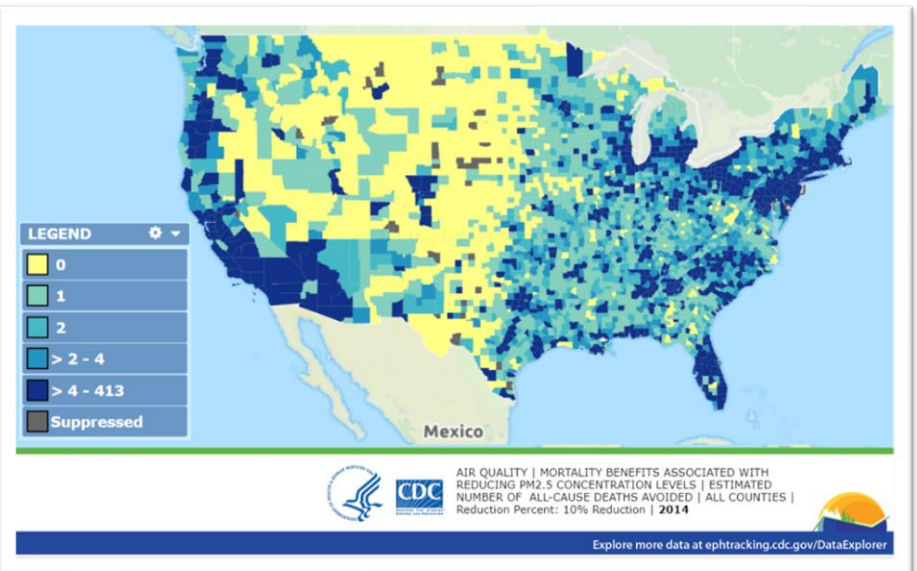 LEGEND
0
1
2
> 2 - 4
> 4 - 413
Suppressed
Mexico
CDC
AIR QUALITY | MORTALITY BENEFITS ASSOCIATED WITH
REDUCING PM2.5 CONCENTRATION LEVELS | ESTIMATED
NUMBER OF ALL-CAUSE DEATHS AVOIDED | ALL COUNTIES |
Reduction Percent: 10% Reduction | 2014
Explore more data at ephtracking.cdc.gov/DataExplorer